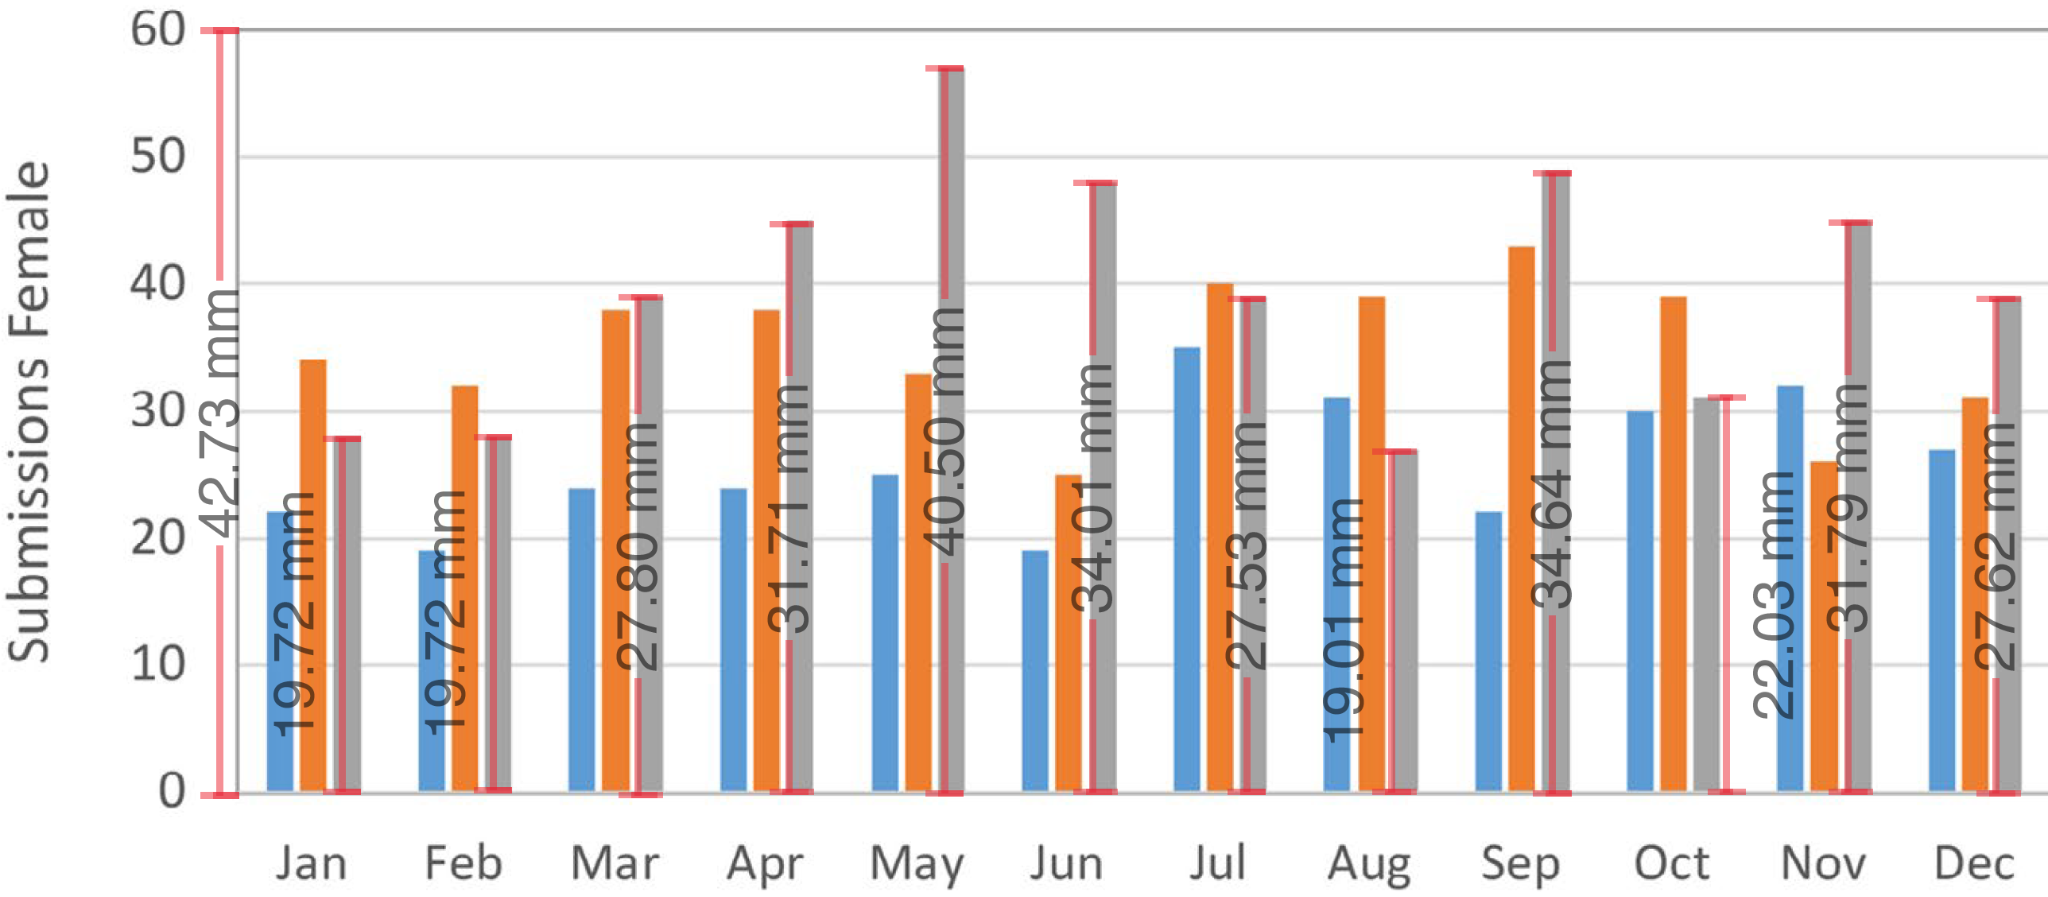 Submissions Female
60
50
40
30
20
10
0
42.73 mm
19.72 mm
19.72 mm
27.80 mm
31.71 mm
40.50 mm
34.01 mm
27.53 mm
19.01 mm
34.64 mm
22.03 mm
31.79 mm
27.62 mm
Jan Feb Mar Apr May Jun Jul Aug Sep Oct Nov Dec